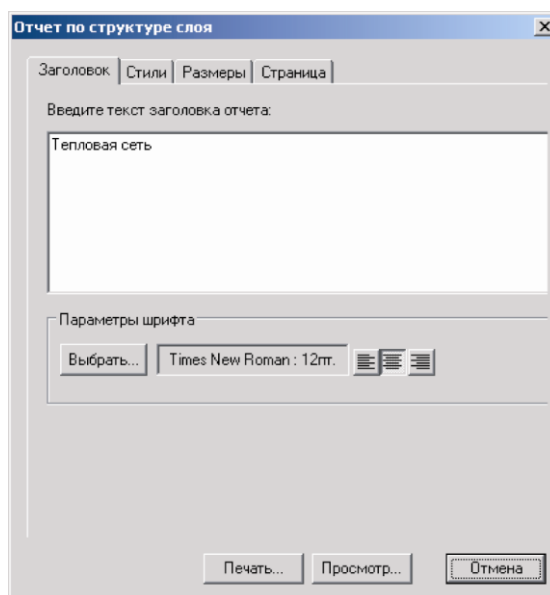 Отчет по структуре слоя
Заголовок Стили Размеры Страница
Введите текст заголовка отчета:
Тепловая сеть
Параметры шрифта
Выбрать... Times New Roman : 12пт.
Печать... Просмотр... Отмена